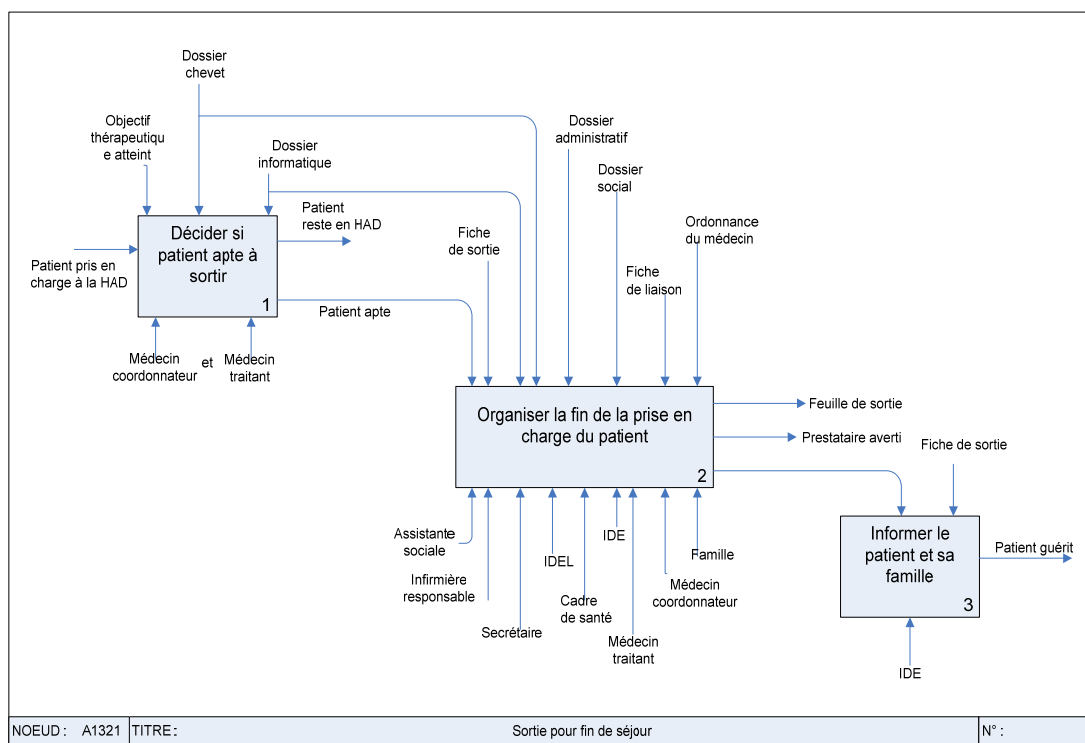 Dossier
chevet
Objectif
thérapeutiqu
e atteint
Dossier
informatique
Dossier
administratif
Dossier
social
Ordonnance
du médecin
Patient
reste en HAD
Fiche
de sortie
Fiche
de liaison
Patient pris en
charge à la HAD
Décider si
patient apte à
sortir
1
Patient apte
Médecin
coordonnateur
et
Médecin
traitant
Organiser la fin de la prise en
charge du patient
2
Feuille de sortie
Prestataire averti
Fiche de sortie
Assistante
sociale
Infirmière
responsable
Secrétaire
IDEL
Cadre
de santé
IDE
Médecin
traitant
Médecin
coordonnateur
Famille
Informer le
patient et sa
famille
3
Patient guérit
IDE
NOEUD : A1321 TITRE : Sortie pour fin de séjour N° :